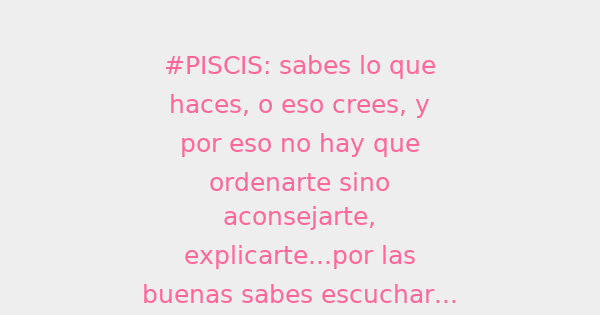 #PISCIS: sabes lo que
haces, o eso crees, y
por eso no hay que
ordenarte sino
aconsejarte,
explicarte...por las
buenas sabes escuchar...